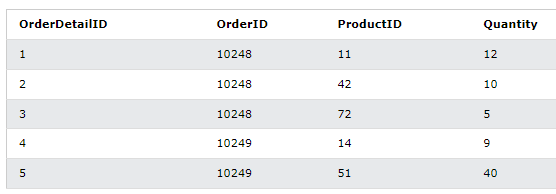 OrderDetailID OrderID ProductID Quantity
1 10248 11 12
2 10248 42 10
3 10248 72 5
4 10249 14 9
5 10249 51 40